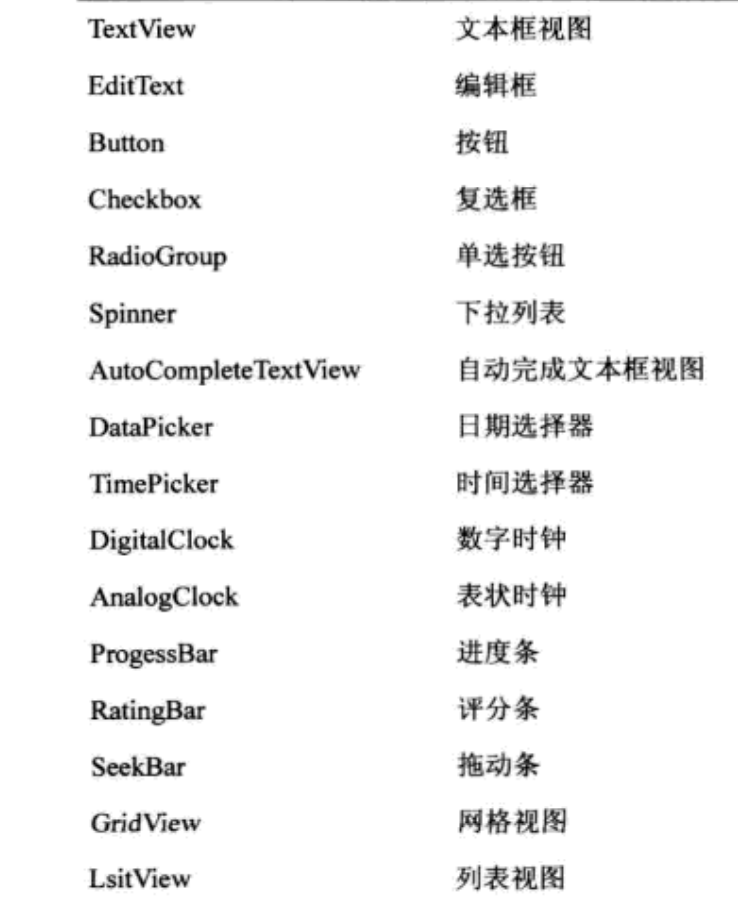 TextView 文本框视图
EditText 编辑框
Button 按钮
Checkbox 复选框
RadioGroup 单选按钮
Spinner 下拉列表
AutoCompleteTextView 自动完成文本框视图
DataPicker 日期选择器
TimePicker 时间选择器
DigitalClock 数字时钟
AnalogClock 表状时钟
ProgessBar 进度条
RatingBar 评分条
SeekBar 拖动条
GridView 网格视图
LsitView 列表视图